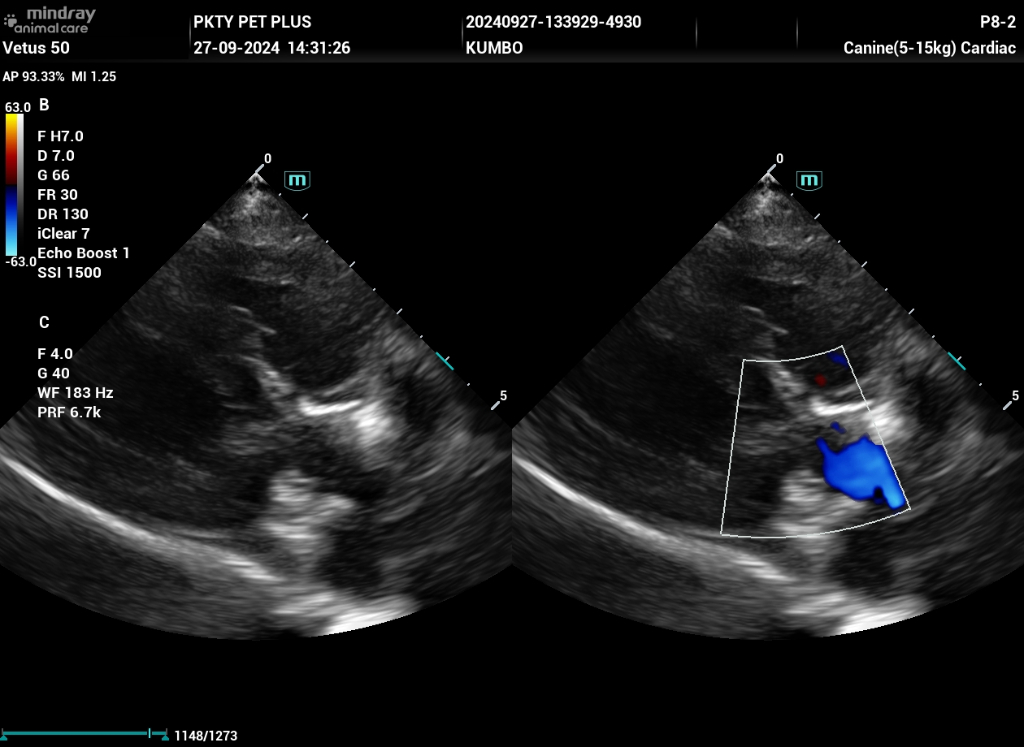 mindray
animalcare
Vetus 50
PKTY PET PLUS
27-09-2024 14:31:26
20240927-133929-4930
KUMBO
P8-2
Canine(5-15kg) Cardiac
AP 93.33% MI 1.25
63.0
B
F H7.0
D 7.0
G 66
FR 30
DR 130
iClear 7
Echo Boost 1
-63.0
SSI 1500
C
F 4.0
G 40
WF 183 Hz
PRF 6.7k
0
m
5
0
m
5
1148/1273